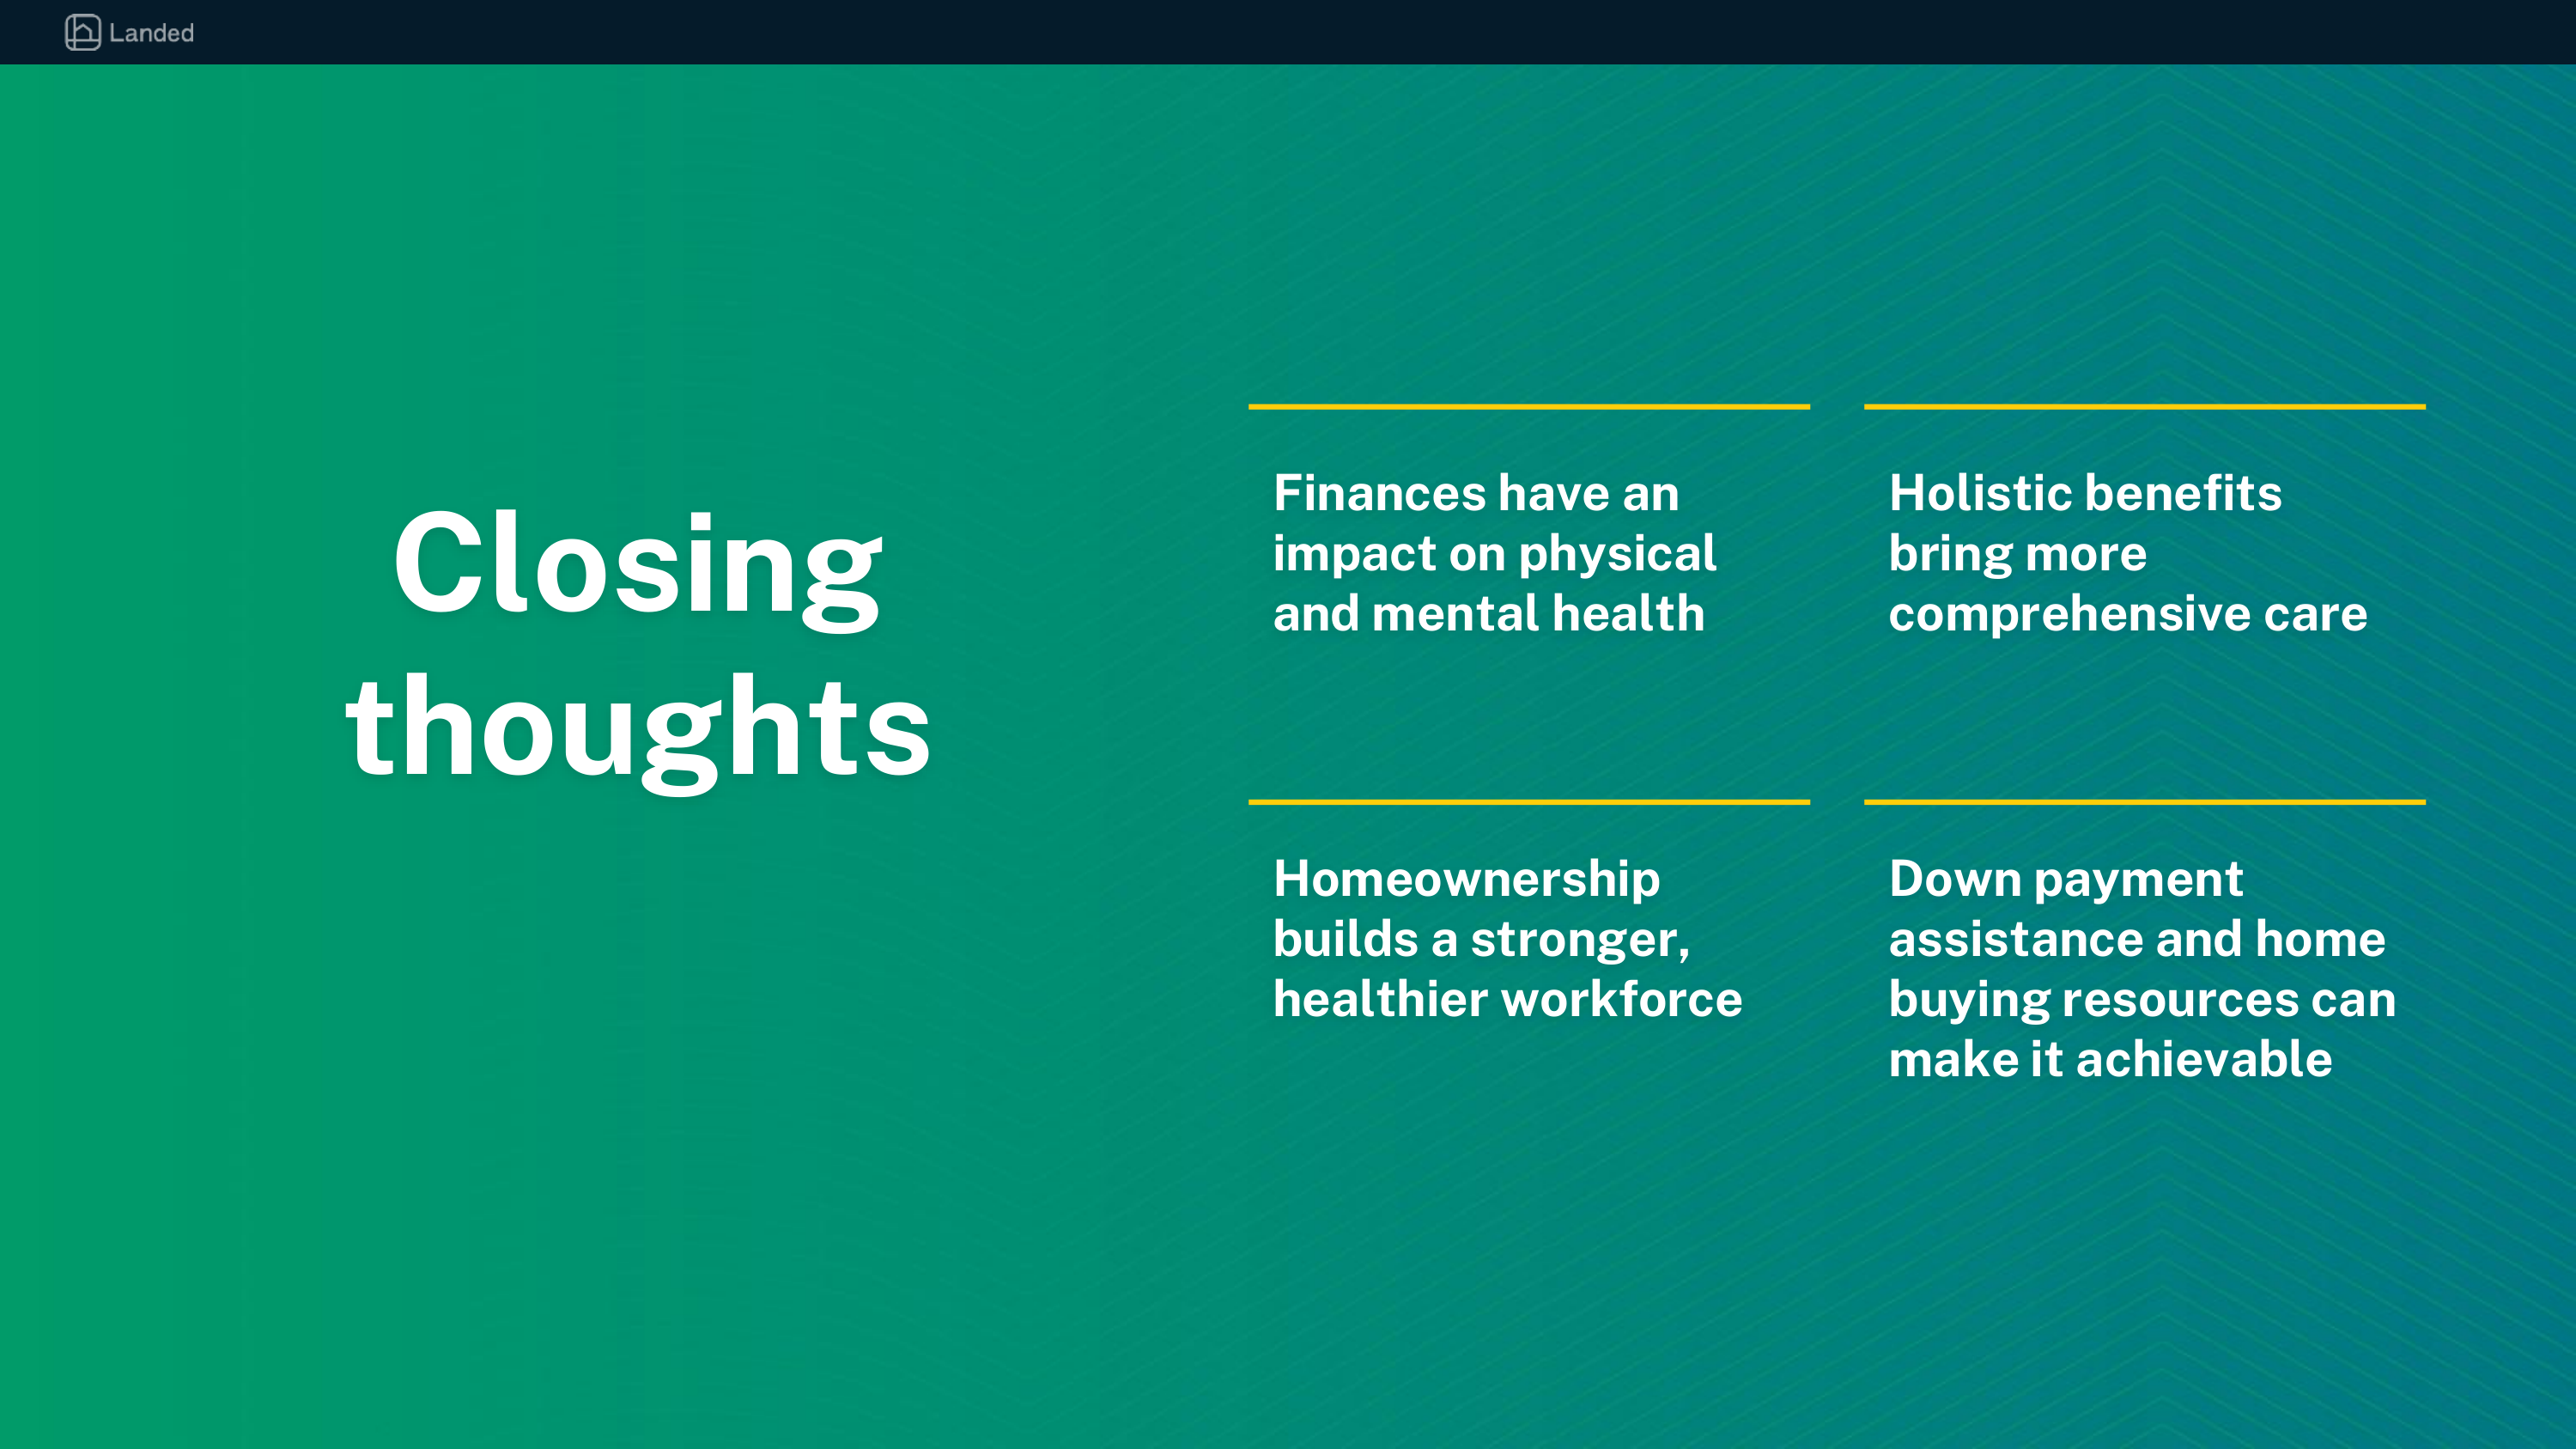 Landed
Closing
thoughts
Finances have an
impact on physical
and mental health
Holistic benefits
bring more
comprehensive care
Homeownership
builds a stronger,
healthier workforce
Down payment
assistance and home
buying resources can
make it achievable